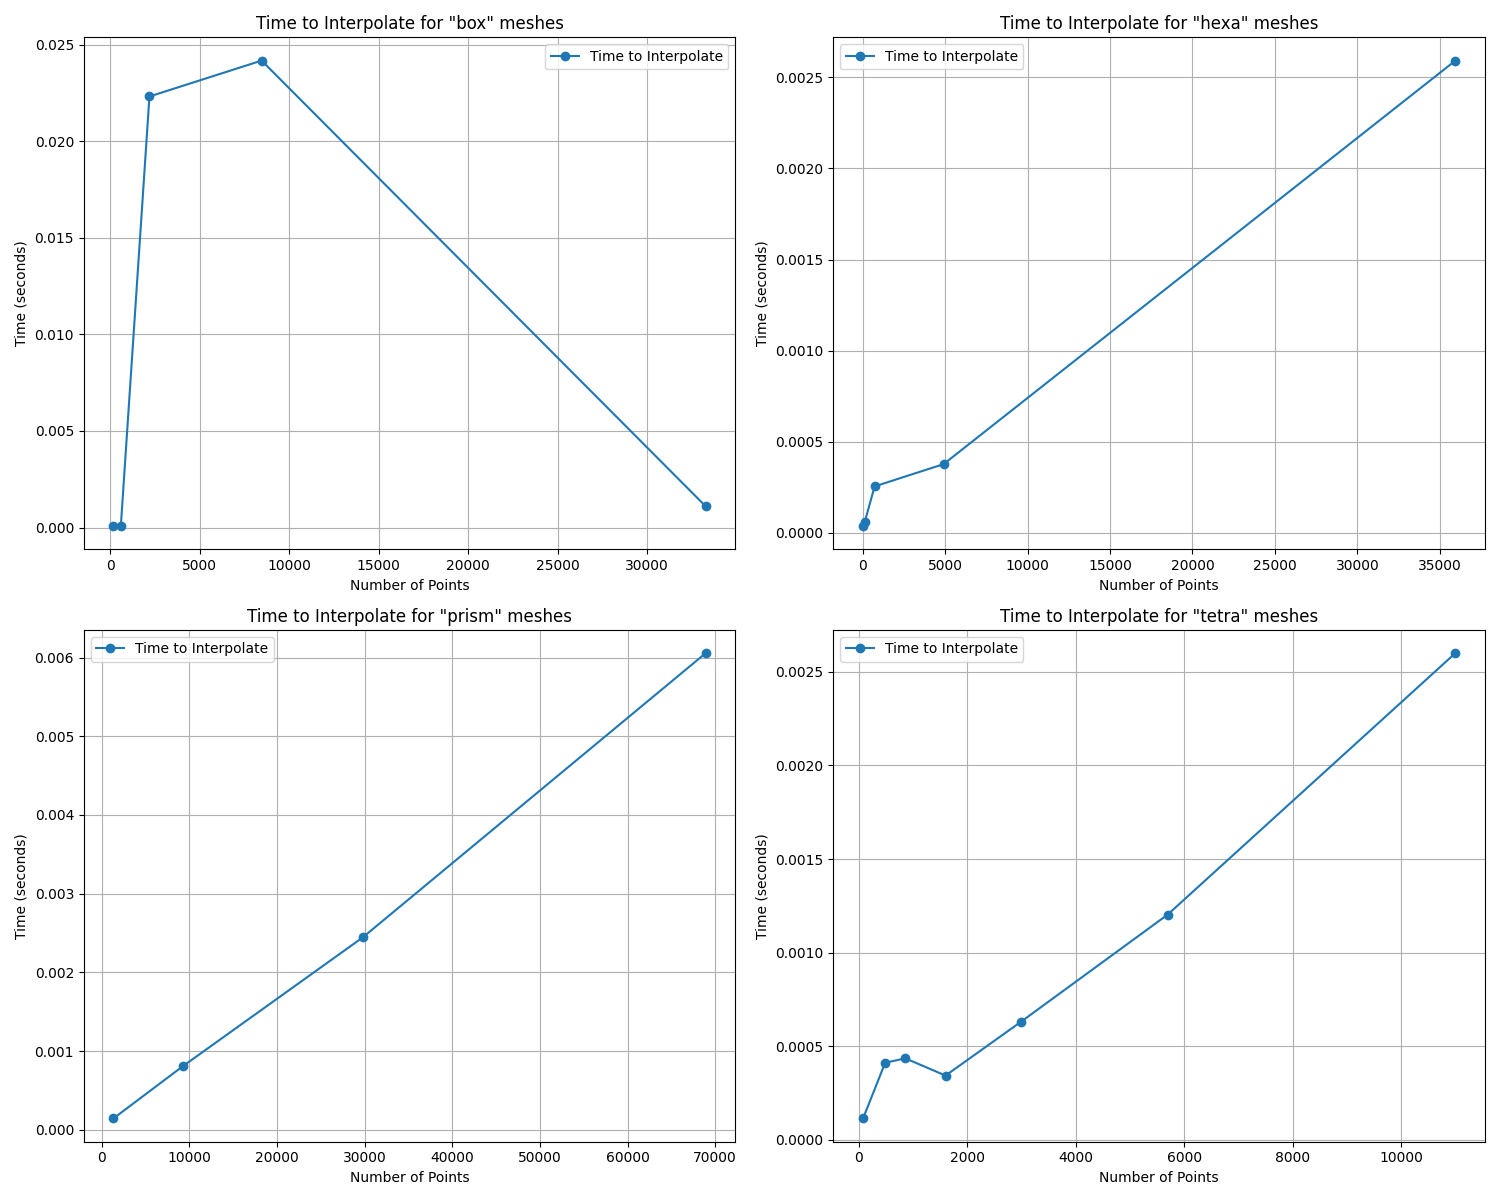 Time to Interpolate for "box" meshes
Time to Interpolate
0.025
0.020
0.015
0.010
0.005
0.000
Time (seconds)
0 5000 10000 15000 20000 25000 30000
Number of Points
Time to Interpolate for "hexa" meshes
Time to Interpolate
0.0025
0.0020
0.0015
0.0010
0.0005
0.0000
Time (seconds)
0 5000 10000 15000 20000 25000 30000 35000
Number of Points
Time to Interpolate for "prism" meshes
Time to Interpolate
0.006
0.005
0.004
0.003
0.002
0.001
0.000
Time (seconds)
0 10000 20000 30000 40000 50000 60000 70000
Number of Points
Time to Interpolate for "tetra" meshes
Time to Interpolate
0.0025
0.0020
0.0015
0.0010
0.0005
0.0000
Time (seconds)
0 2000 4000 6000 8000 10000
Number of Points